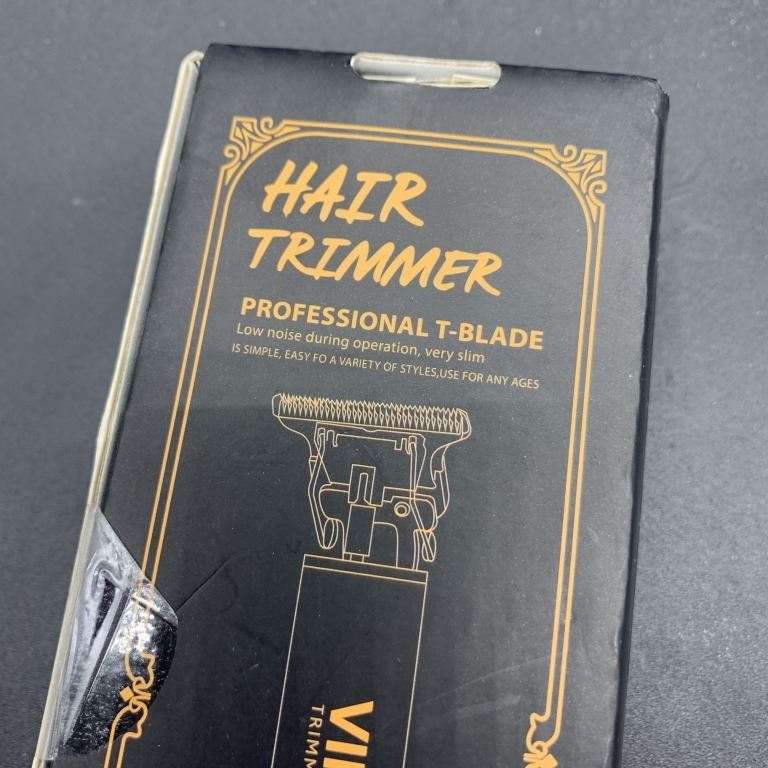 HAIR
TRIMMER
PROFESSIONAL T-BLADE
Low noise during operation, very slim
IS SIMPLE, EASY FO A VARIETY OF STYLES,USE FOR ANY AGES